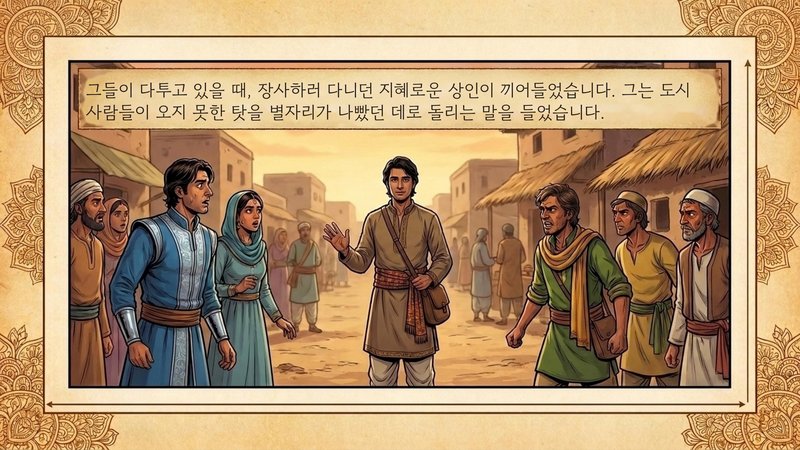 그들이 다투고 있을 때, 장사하러 다니던 지혜로운 상인이 끼어들었습니다. 그는 도시
사람들이 오지 못한 탓을 별자리가 나빴던 데로 돌리는 말을 들었습니다.